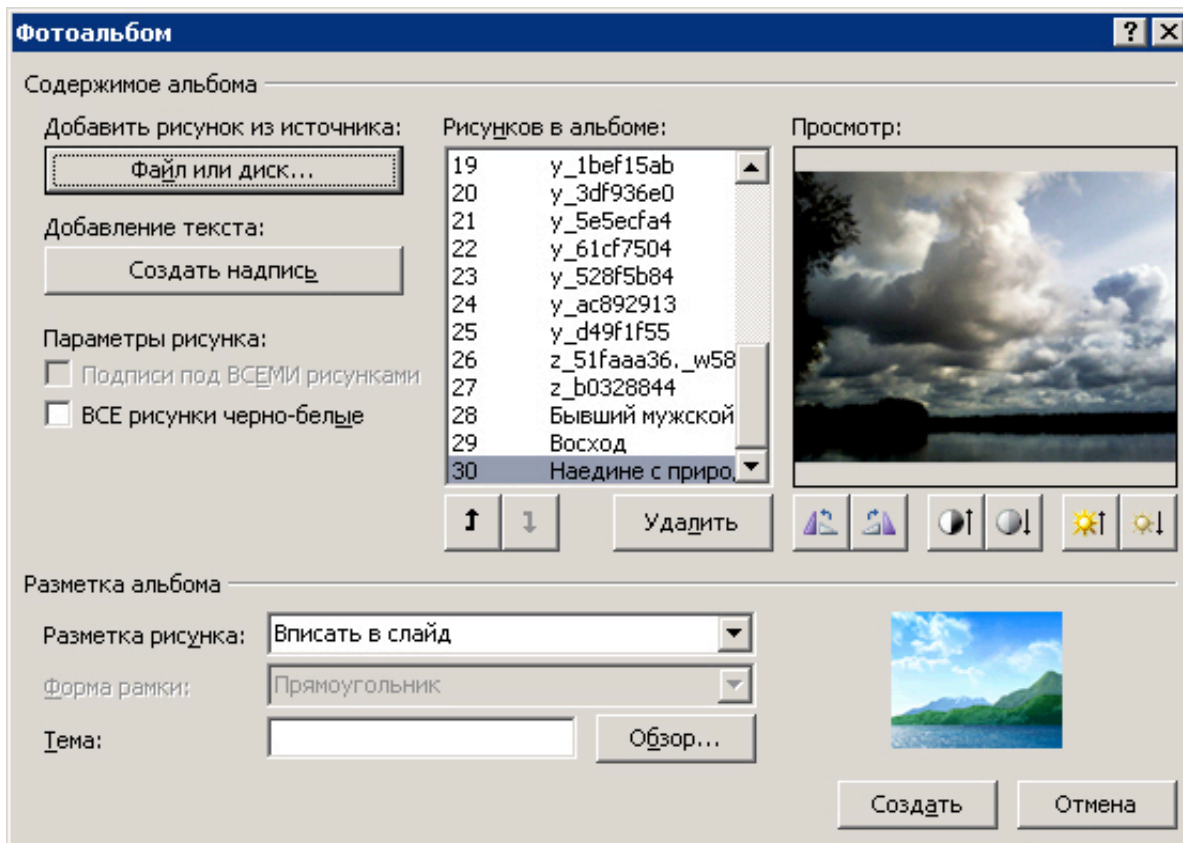 Фотоальбом
Содержимое альбома
Добавить рисунок из источника:
Файл или диск...
Добавление текста:
Создать надпись
Параметры рисунка:
Подписи под ВСЕМИ рисунками
ВСЕ рисунки черно-белые
Рисунков в альбоме:
19 y_1bef15ab
20 y_3df936e0
21 y_5e5ecfa4
22 y_61cf7504
23 y_528f5b84
24 y_ac892913
25 y_d49f1f55
26 z_51faaa36._w58
27 z_b0328844
28 Бывший мужской
29 Восход
30 Наедине с приро
Удалить
Просмотр:
Разметка альбома
Разметка рисунка: Вписать в слайд
Форма рамки: Прямоугольник
Тема:
Обзор...
Создать
Отмена